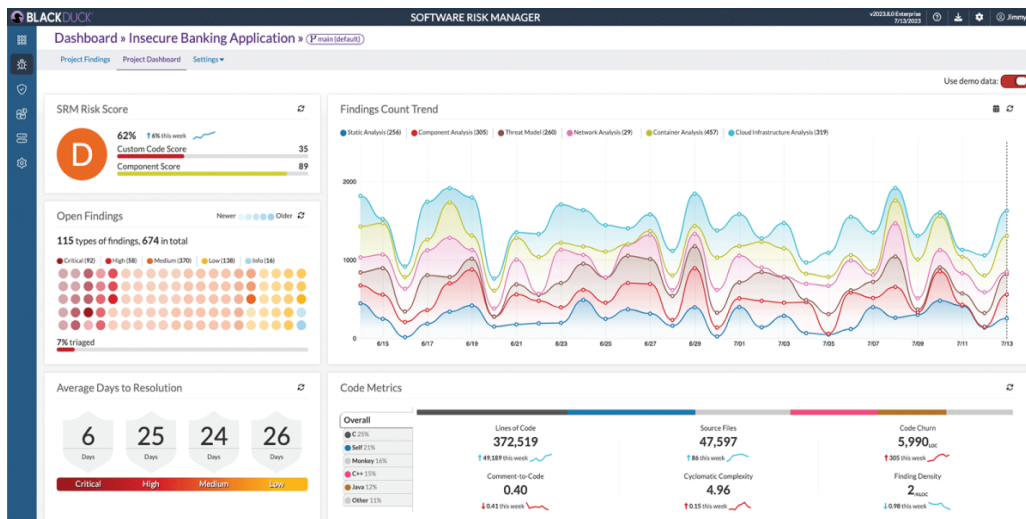 BLACKDUCK
SOFTWARE RISK MANAGER
v2023.8.0 Enterprise
7/13/2023
Jimmy
Dashboard » Insecure Banking Application » main (default)
Project Findings Project Dashboard Settings
Use demo data:
SRM Risk Score
D
62% 6% this week
Custom Code Score 35
Component Score 89
Findings Count Trend
Static Analysis (256) Component Analysis (305) Threat Model (260) Network Analysis (29) Container Analysis (457) Cloud Infrastructure Analysis (319)
2000
1000
0
6/15 6/17 6/19 6/21 6/23 6/25 6/27 6/29 7/01 7/03 7/05 7/07 7/09 7/11 7/13
Open Findings
Newer Older
115 types of findings, 674 in total
Critical (92) High (58) Medium (370) Low (138) Info (16)
7% triaged
Average Days to Resolution
6 25 24 26
Days Days Days Days
Critical High Medium Low
Code Metrics
Overall
C 25%
Self 21%
Monkey 16%
C++ 15%
Java 12%
Other 11%
Lines of Code
372,519
49,189 this week
Source Files
47,597
86 this week
Code Churn
5,990 LOC
305 this week
Comment-to-Code
0.40
0.41 this week
Cyclomatic Complexity
4.96
0.15 this week
Finding Density
2 /KLOC
0.98 this week